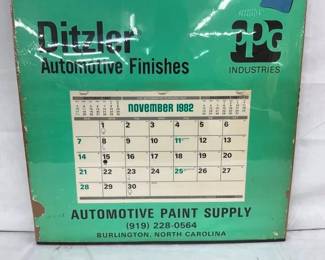 Ditzler
Automotive Finishes
PPG
INDUSTRIES
NOVEMBER 1982
1 2 3 4 5 6
7 8 9 10 11 12 13
14 15 16 17 18 19 20
21 22 23 24 25 26 27
28 29 30
AUTOMOTIVE PAINT SUPPLY
(919) 228-0564
BURLINGTON, NORTH CAROLINA